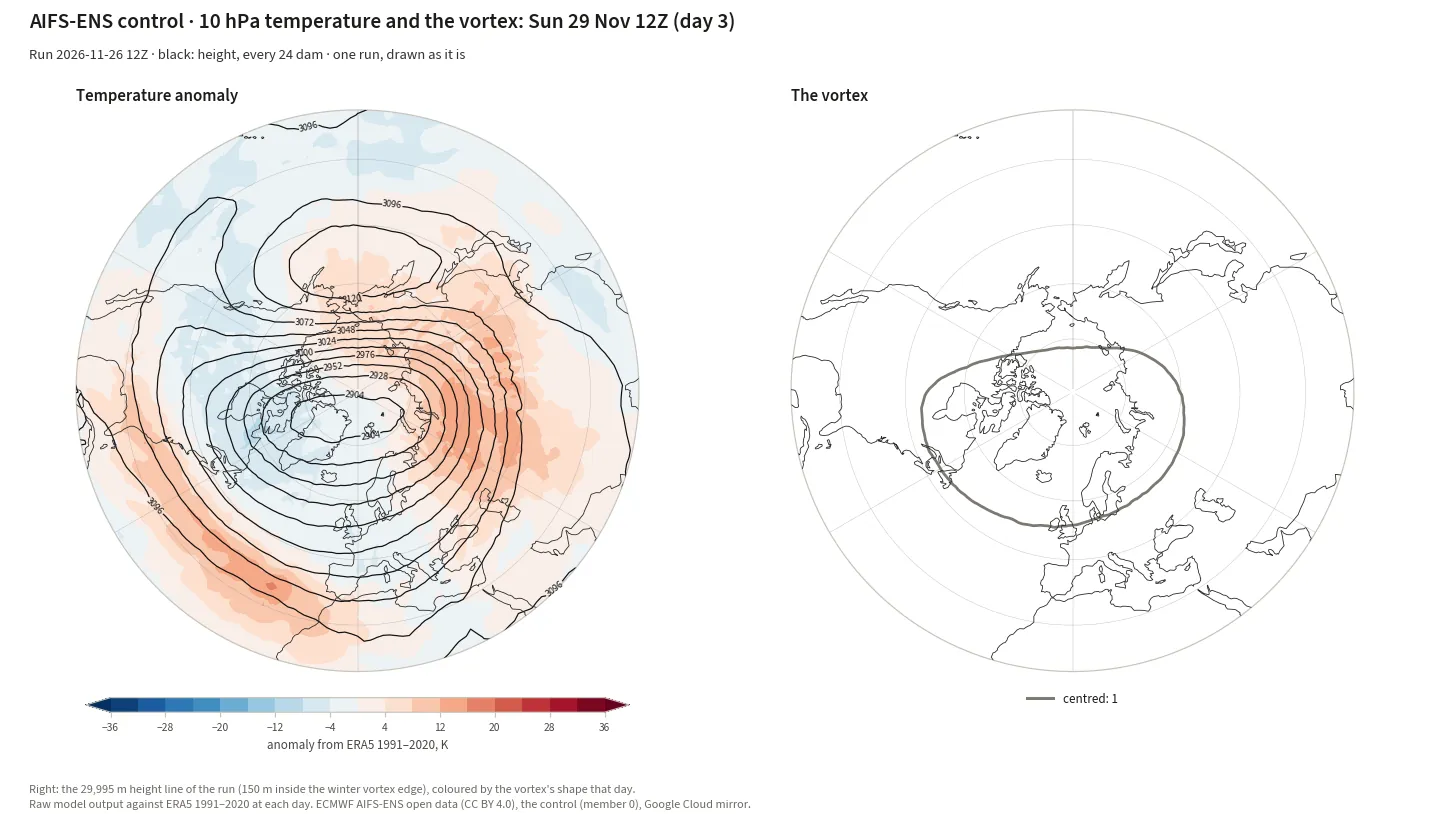 AIFS-ENS control · 10 hPa temperature and the vortex: Sun 29 Nov 12Z (day 3)
Run 2026-11-26 12Z · black: height, every 24 dam · one run, drawn as it is
Temperature anomaly
The vortex
3096
3096
3120
3072
3048
3024
3000
2976
2952
2928
2904
2904
3096
3096
−36 −28 −20 −12 −4 4 12 20 28 36
anomaly from ERA5 1991–2020, K
centred: 1
Right: the 29,995 m height line of the run (150 m inside the winter vortex edge), coloured by the vortex's shape that day.
Raw model output against ERA5 1991–2020 at each day. ECMWF AIFS-ENS open data (CC BY 4.0), the control (member 0), Google Cloud mirror.